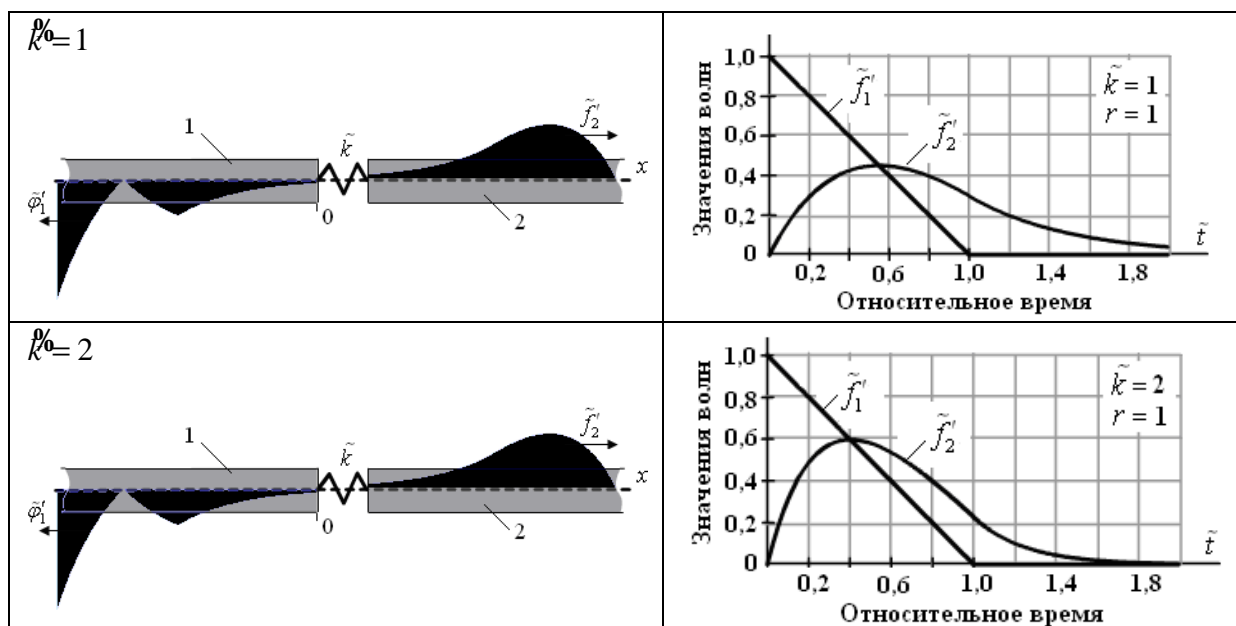 k̃% = 1
1
k̃
f̃₂′
x
φ̃₁′
0
2
Значения волн
1,0
0,8
0,6
0,4
0,2
0
f̃₁′
f̃₂′
k̃ = 1
r = 1
t̃
0,2 0,6 1,0 1,4 1,8
Относительное время
k̃% = 2
1
k̃
f̃₂′
x
φ̃₁′
0
2
Значения волн
1,0
0,8
0,6
0,4
0,2
0
f̃₁′
f̃₂′
k̃ = 2
r = 1
t̃
0,2 0,6 1,0 1,4 1,8
Относительное время